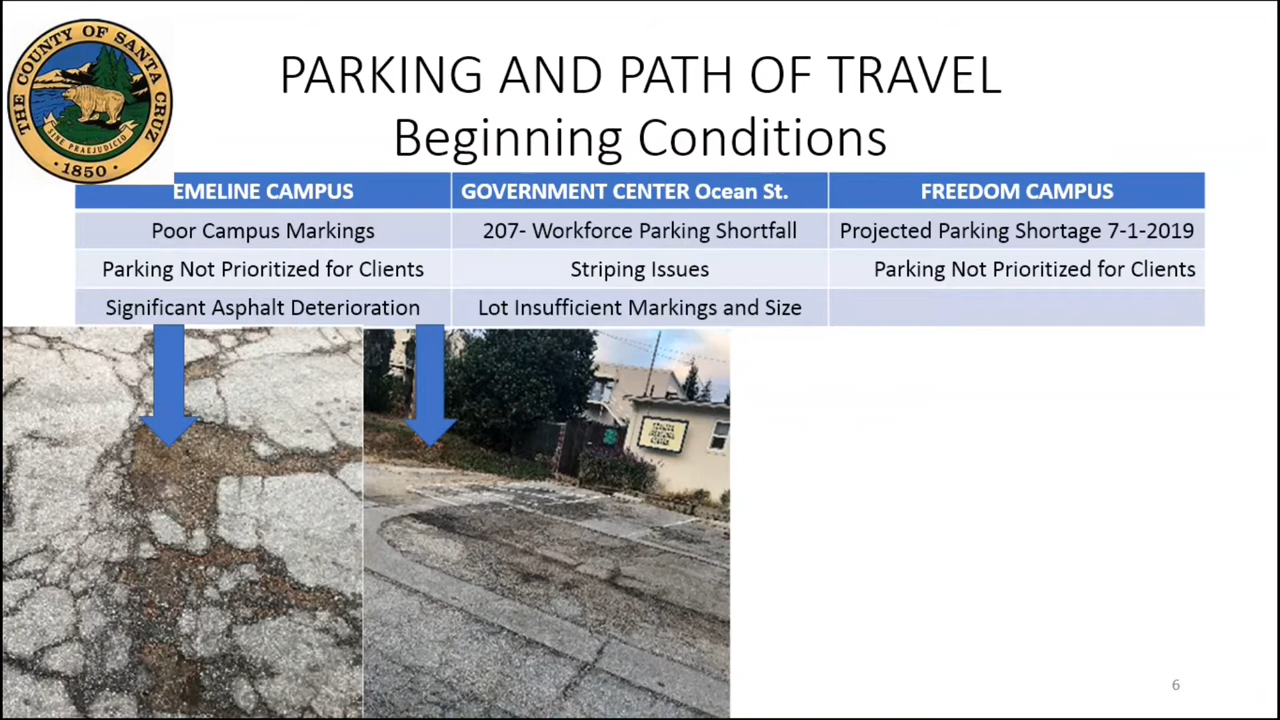 THE COUNTY OF SANTA CRUZ
SINE PRAEJUDICIO
· 1850 ·
PARKING AND PATH OF TRAVEL
Beginning Conditions
EMELINE CAMPUS GOVERNMENT CENTER Ocean St. FREEDOM CAMPUS
Poor Campus Markings 207- Workforce Parking Shortfall Projected Parking Shortage 7-1-2019
Parking Not Prioritized for Clients Striping Issues Parking Not Prioritized for Clients
Significant Asphalt Deterioration Lot Insufficient Markings and Size
6